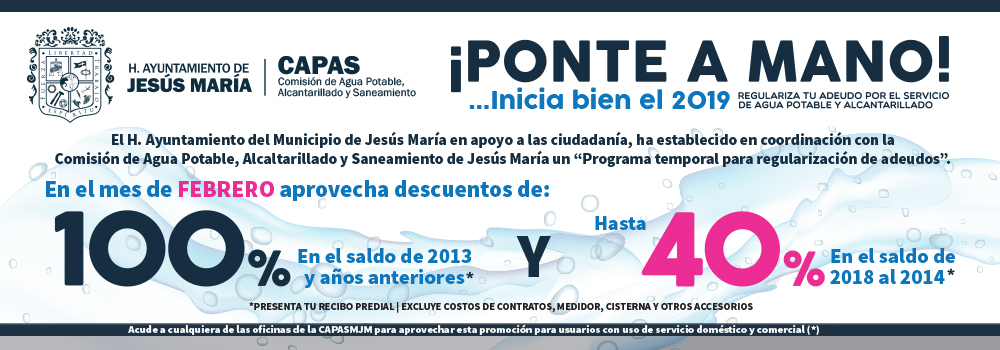 LIBERTAD
TRABAJO
ESPÍRITU
H. AYUNTAMIENTO DE
JESÚS MARÍA
CAPAS
Comisión de Agua Potable,
Alcantarillado y Saneamiento
¡PONTE A MANO!
...Inicia bien el 2019
REGULARIZA TU ADEUDO POR EL SERVICIO
DE AGUA POTABLE Y ALCANTARILLADO
El H. Ayuntamiento del Municipio de Jesús María en apoyo a las ciudadanía, ha establecido en coordinación con la
Comisión de Agua Potable, Alcaltarillado y Saneamiento de Jesús María un “Programa temporal para regularización de adeudos”.
En el mes de FEBRERO aprovecha descuentos de:
100%
En el saldo de 2013
y años anteriores*
Y
Hasta
40%
En el saldo de
2018 al 2014*
*PRESENTA TU RECIBO PREDIAL | EXCLUYE COSTOS DE CONTRATOS, MEDIDOR, CISTERNA Y OTROS ACCESORIOS
Acude a cualquiera de las oficinas de la CAPASMJM para aprovechar esta promoción para usuarios con uso de servicio doméstico y comercial (*)